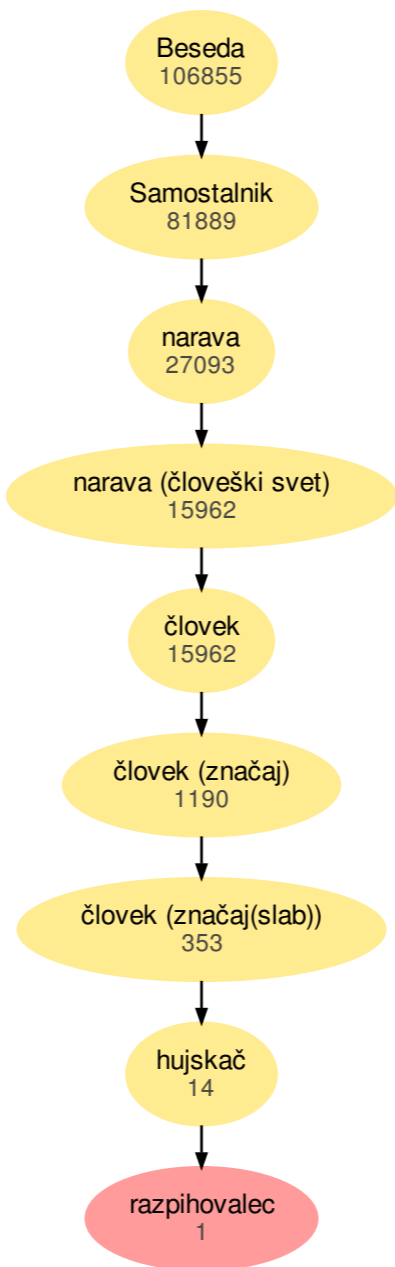 Beseda
106855
Samostalnik
81889
narava
27093
narava (človeški svet)
15962
človek
15962
človek (značaj)
1190
človek (značaj(slab))
353
hujskač
14
razpihovalec
1